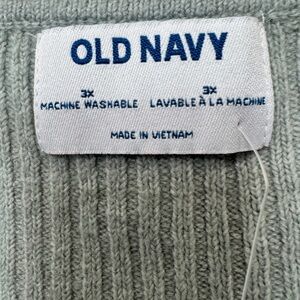 OLD NAVY
3X 3X
MACHINE WASHABLE LAVABLE À LA MACHINE
MADE IN VIETNAM